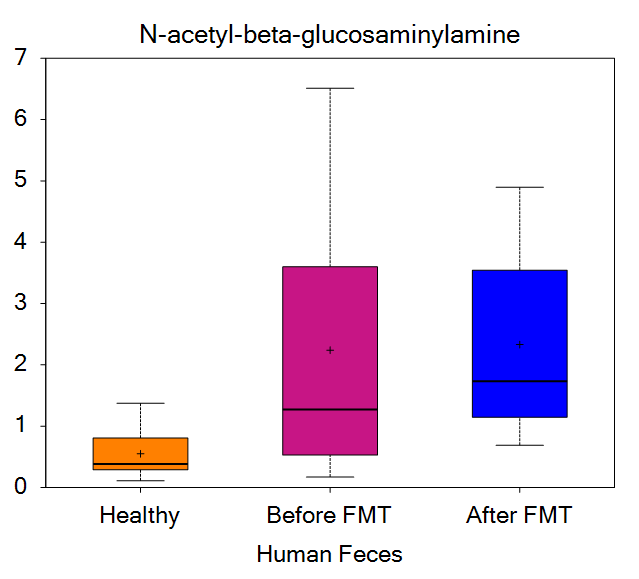 N-acetyl-beta-glucosaminylamine
7
6
5
4
3
2
1
0
Healthy Before FMT After FMT
Human Feces